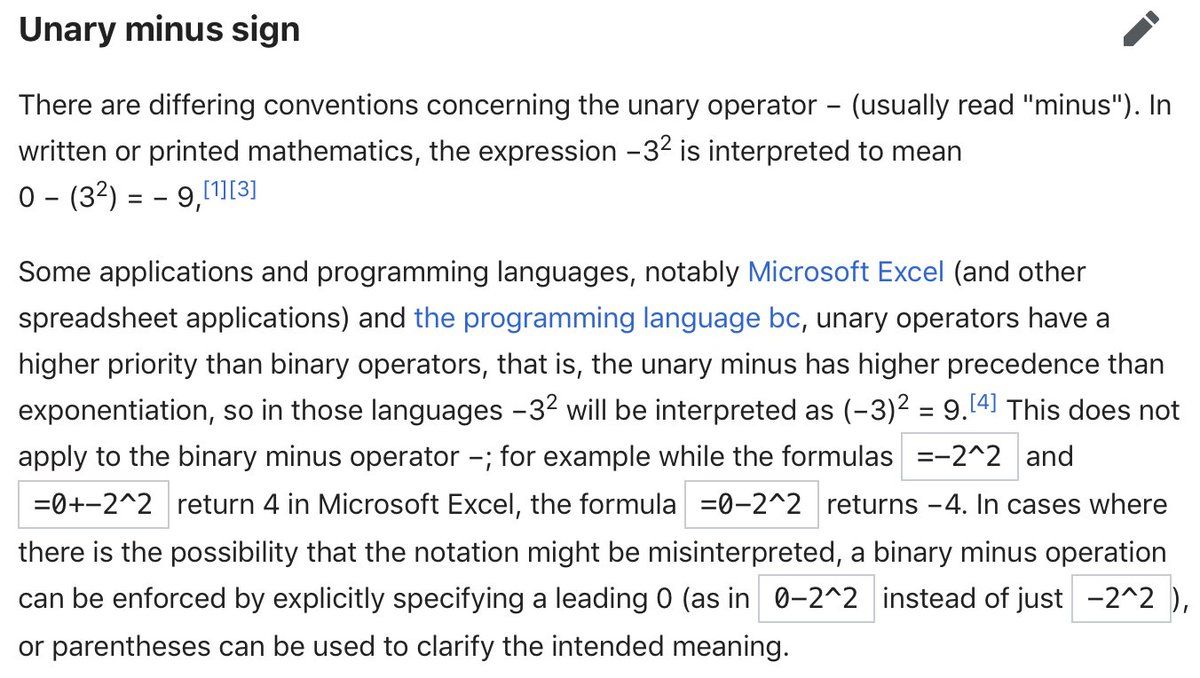 Unary minus sign
There are differing conventions concerning the unary operator − (usually read "minus"). In
written or printed mathematics, the expression −3² is interpreted to mean
0 − (3²) = − 9,[1][3]
Some applications and programming languages, notably Microsoft Excel (and other
spreadsheet applications) and the programming language bc, unary operators have a
higher priority than binary operators, that is, the unary minus has higher precedence than
exponentiation, so in those languages −3² will be interpreted as (−3)² = 9.[4] This does not
apply to the binary minus operator −; for example while the formulas =−2^2 and
=0+−2^2 return 4 in Microsoft Excel, the formula =0−2^2 returns −4. In cases where
there is the possibility that the notation might be misinterpreted, a binary minus operation
can be enforced by explicitly specifying a leading 0 (as in 0−2^2 instead of just −2^2),
or parentheses can be used to clarify the intended meaning.